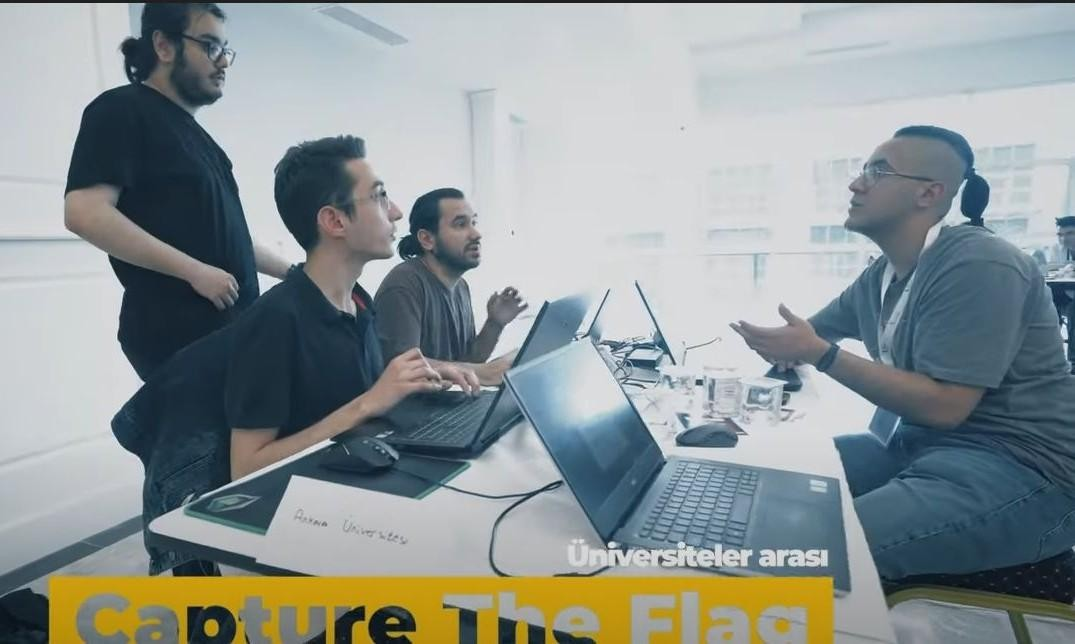 Ankara Üniversitesi
Üniversiteler arası
Capture The Flag